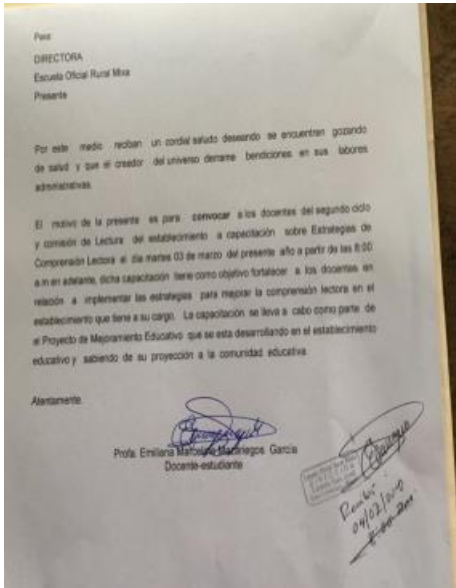 Para
DIRECTORA
Escuela Oficial Rural Mixa
Presente
Por este medio reciban un cordial saludo deseando se encuentren gozando
de salud y que el creador del universo derrame bendiciones en sus labores
administrativas.
El motivo de la presente es para convocar a los docentes del segundo ciclo
y comisión de Lectura del establecimiento a capacitación sobre Estrategias de
Comprensión Lectora el día martes 03 de marzo del presente año a partir de las 8:00
a.m en adelante, dicha capacitación tiene como objetivo fortalecer a los docentes en
relación a implementar las estrategias para mejorar la comprensión lectora en el
establecimiento que tiene a su cargo. La capacitación se lleva a cabo como parte de
el Proyecto de Mejoramiento Educativo que se esta desarrollando en el establecimiento
educativo y sabiendo de su proyección a la comunidad educativa.
Atentamente.
Profa. Emiliana Marcelina Mazariegos García
Docente-estudiante
Recibí
04/02/2020